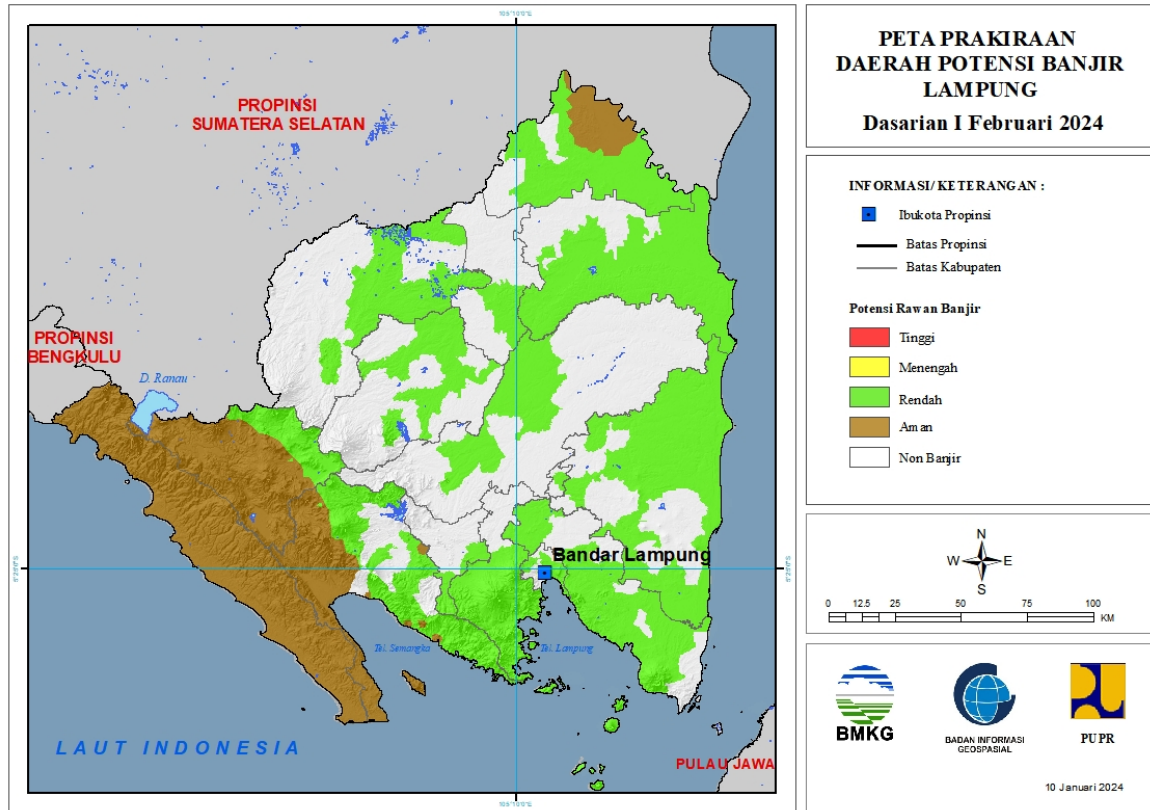 PROPINSI
SUMATERA SELATAN
PROPINSI
BENGKULU
D. Ranau
Bandar Lampung
Tel. Semangka
Tel. Lampung
LAUT INDONESIA
PULAU JAWA
PETA PRAKIRAAN
DAERAH POTENSI BANJIR
LAMPUNG
Dasarian I Februari 2024
INFORMASI/ KETERANGAN :
Ibukota Propinsi
Batas Propinsi
Batas Kabupaten
Potensi Rawan Banjir
Tinggi
Menengah
Rendah
Aman
Non Banjir
N
W E
S
0 12.5 25 50 75 100
KM
BMKG
BADAN INFORMASI
GEOSPASIAL
PUPR
10 Januari 2024